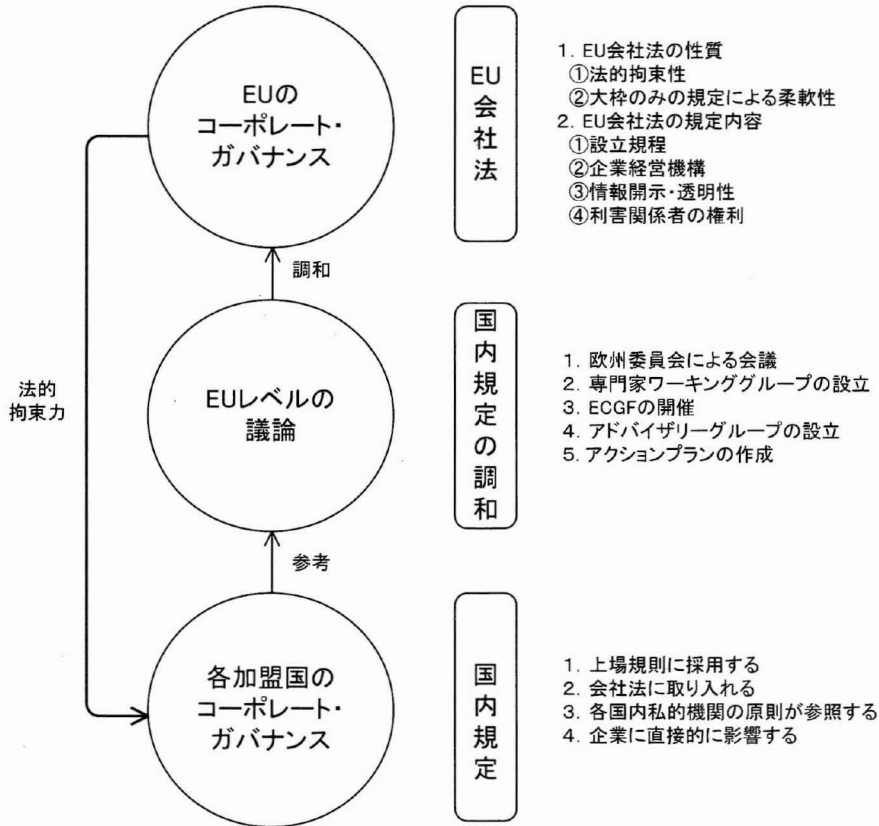 EUの
コーポレート・
ガバナンス
EU会社法
1. EU会社法の性質
①法的拘束性
②大枠のみの規定による柔軟性
2. EU会社法の規定内容
①設立規程
②企業経営機構
③情報開示・透明性
④利害関係者の権利
調和
法的
拘束力
EUレベルの
議論
国内規定の調和
1. 欧州委員会による会議
2. 専門家ワーキンググループの設立
3. ECGFの開催
4. アドバイザリーグループの設立
5. アクションプランの作成
参考
各加盟国の
コーポレート・
ガバナンス
国内規定
1. 上場規則に採用する
2. 会社法に取り入れる
3. 各国内私的機関の原則が参照する
4. 企業に直接的に影響する